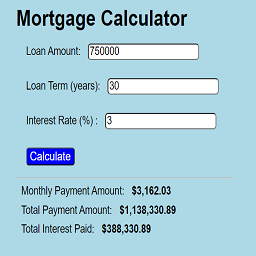 Mortgage Calculator
Loan Amount: 750000
Loan Term (years): 30
Interest Rate (%) : 3
Calculate
Monthly Payment Amount: $3,162.03
Total Payment Amount: $1,138,330.89
Total Interest Paid: $388,330.89